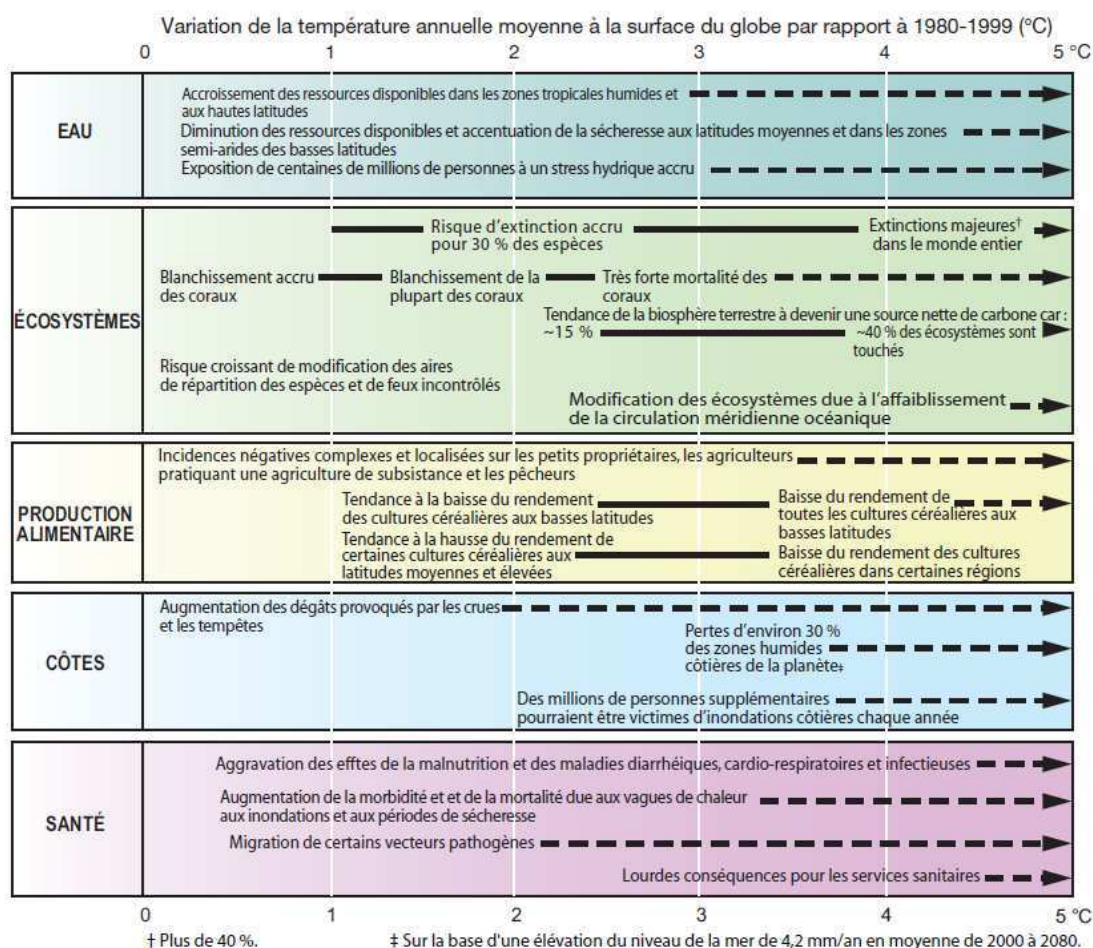 Variation de la température annuelle moyenne à la surface du globe par rapport à 1980-1999 (°C)
0 1 2 3 4 5 °C
EAU
Accroissement des ressources disponibles dans les zones tropicales humides et
aux hautes latitudes
Diminution des ressources disponibles et accentuation de la sécheresse aux latitudes moyennes et dans les zones
semi-arides des basses latitudes
Exposition de centaines de millions de personnes à un stress hydrique accru
ÉCOSYSTÈMES
Risque d'extinction accru
pour 30 % des espèces
Extinctions majeures†
dans le monde entier
Blanchissement accru
des coraux
Blanchissement de la
plupart des coraux
Très forte mortalité des
coraux
Tendance de la biosphère terrestre à devenir une source nette de carbone car :
~15 %
~40 % des écosystèmes sont
touchés
Risque croissant de modification des aires
de répartition des espèces et de feux incontrôlés
Modification des écosystèmes due à l'affaiblissement
de la circulation méridienne océanique
PRODUCTION
ALIMENTAIRE
Incidences négatives complexes et localisées sur les petits propriétaires, les agriculteurs
pratiquant une agriculture de subsistance et les pêcheurs
Tendance à la baisse du rendement
des cultures céréalières aux basses latitudes
Baisse du rendement de
toutes les cultures céréalières aux
basses latitudes
Tendance à la hausse du rendement de
certaines cultures céréalières aux
latitudes moyennes et élevées
Baisse du rendement des cultures
céréalières dans certaines régions
CÔTES
Augmentation des dégâts provoqués par les crues
et les tempêtes
Pertes d'environ 30 %
des zones humides
côtières de la planète‡
Des millions de personnes supplémentaires
pourraient être victimes d'inondations côtières chaque année
SANTÉ
Aggravation des efftes de la malnutrition et des maladies diarrhéiques, cardio-respiratoires et infectieuses
Augmentation de la morbidité et et de la mortalité due aux vagues de chaleur
aux inondations et aux périodes de sécheresse
Migration de certains vecteurs pathogènes
Lourdes conséquences pour les services sanitaires
0 1 2 3 4 5 °C
† Plus de 40 %. ‡ Sur la base d'une élévation du niveau de la mer de 4,2 mm/an en moyenne de 2000 à 2080.